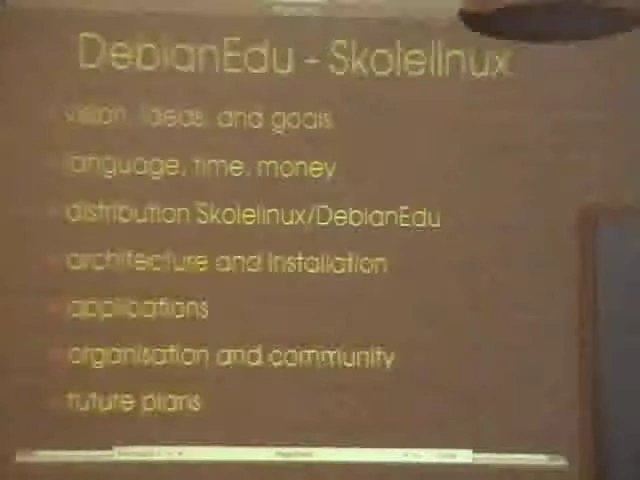 DebianEdu - Skolelinux
vision, ideas, and goals
language, time, money
distribution Skolelinux/DebianEdu
architecture and installation
applications
organisation and community
future plans